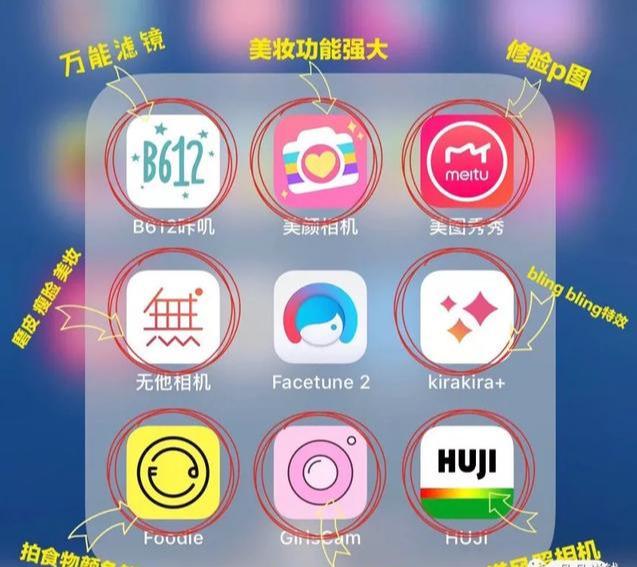 万能滤镜
美妆功能强大
修脸p图
B612
meitu
B612咔叽
美颜相机
美图秀秀
磨皮 瘦脸 美妆
無
bling bling特效
无他相机
Facetune 2
kirakira+
F d
HUJI
Foodie
GirlsCam
HUJI
拍食物颜
照相机